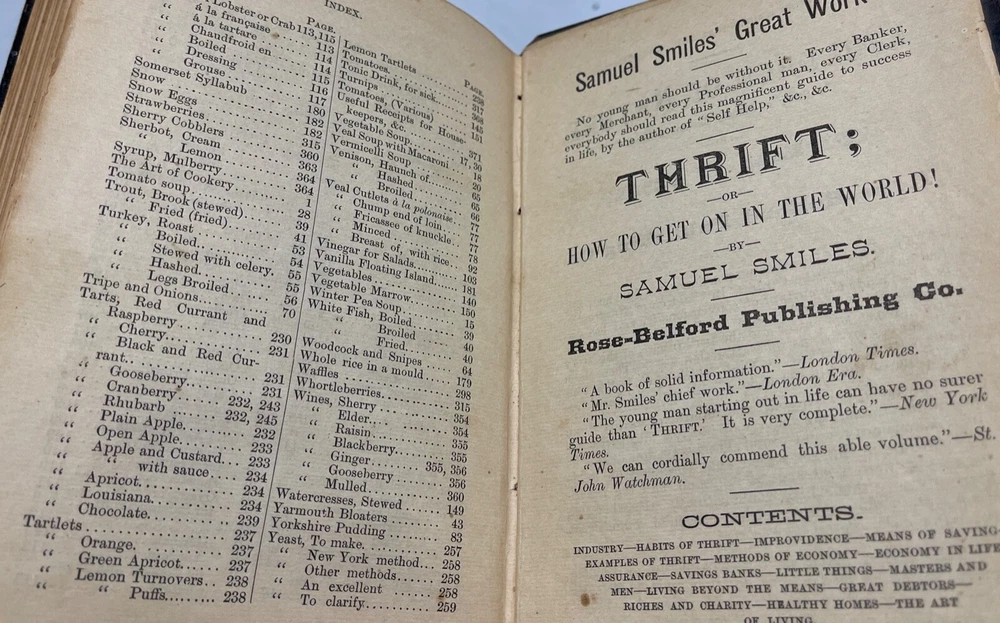 INDEX.
PAGE.
Lobster or Crab 113, 115
“ á la française . 113
“ á la tartare . . . 114
“ Chaudfroid en . 114
“ Boiled . . . 115
“ Dressing . . . 116
“ Grouse . . . 117
Somerset Syllabub . . . 180
Snow . . . 182
Snow Eggs . . . 182
Strawberries . . . 315
Sherry Cobblers . . . 360
Sherbot, Cream . . . 363
“ Lemon . . . 364
Syrup, Mulberry . . . 364
The Art of Cookery . . . 1
Tomato soup . . . 28
Trout, Brook (stewed) . . . 39
“ Fried (fried) . . . 41
Turkey, Roast . . . 53
“ Boiled . . . 54
“ Stewed with celery. 55
“ Hashed . . . 55
“ Legs Broiled . . . 56
Tripe and Onions . . . 70
Tarts, Red Currant and
Raspberry . . . 230
“ Cherry . . . 231
“ Black and Red Cur-
rant . . . 231
“ Gooseberry . . . 232, 243
“ Cranberry . . . 232, 245
“ Rhubarb . . . 232
“ Plain Apple . . . 233
“ Open Apple . . . 233
“ Apple and Custard . . . 234
“ “ with sauce . 234
“ Apricot . . . 234
“ Louisiana . . . 239
“ Chocolate . . . 237
Tartlets . . . 237
“ Orange . . . 237
“ Green Apricot . . . 238
“ Lemon Turnovers . . 238
“ Puffs . . . 238
PAGE.
Lemon Tartlets . . . 238
Tomatoes . . . 317
Tonic Drink, for sick . . . 368
Turnips . . . 145
Tomatoes, (Various) . . . 151
Useful Receipts for House-
keepers, &c. . . . 371
Vegetable Soup . . . 17, 30
Veal Soup with Macaroni 18
Vermicelli Soup . . . 20
Venison, Haunch of . . . 65
“ Hashed . . . 65
“ Broiled . . . 66
Veal Cutlets á la polonaise . 77
“ Chump end of loin . . 77
“ Fricassee of knuckle . 77
“ Minced . . . 78
“ Breast of, with rice . . 92
Vinegar for Salads . . . 103
Vanilla Floating Island . . . 181
Vegetables . . . 140
Vegetable Marrow . . . 150
Winter Pea Soup . . . 15
White Fish, Boiled . . . 39
“ Broiled . . . 40
“ Fried . . . 40
Woodcock and Snipes . . . 64
Whole rice in a mould . . . 179
Waffles . . . 298
Whortleberries . . . 315
Wines, Sherry . . . 354
“ Elder . . . 354
“ Raisin . . . 355
“ Blackberry . . . 355
“ Ginger . . . 355, 356
“ Gooseberry . . . 356
“ Mulled . . . 360
Watercresses, Stewed . . . 149
Yarmouth Bloaters . . . 43
Yorkshire Pudding . . . 83
Yeast, To make . . . 257
“ New York method . . . 258
“ Other methods . . . 258
“ An excellent . . . 258
“ To clarify . . . 259
Samuel Smiles' Great Work
No young man should be without it. Every Banker,
every Merchant, every Professional man, every Clerk,
everybody should read this magnificent guide to success
in life, by the author of “Self Help,” &c., &c.
THRIFT;
—OR—
HOW TO GET ON IN THE WORLD!
—BY—
SAMUEL SMILES.
Rose-Belford Publishing Co.
“A book of solid information.”—London Times.
“Mr. Smiles' chief work.”—London Era.
“The young man starting out in life can have no surer
guide than ‘THRIFT.’ It is very complete.”—New York
Times.
“We can cordially commend this able volume.”—St.
John Watchman.
CONTENTS.
INDUSTRY—HABITS OF THRIFT—IMPROVIDENCE—MEANS OF SAVING
EXAMPLES OF THRIFT—METHODS OF ECONOMY—ECONOMY IN LIFE
ASSURANCE—SAVINGS BANKS—LITTLE THINGS—MASTERS AND
MEN—LIVING BEYOND THE MEANS—GREAT DEBTORS—
RICHES AND CHARITY—HEALTHY HOMES—THE ART
OF LIVING